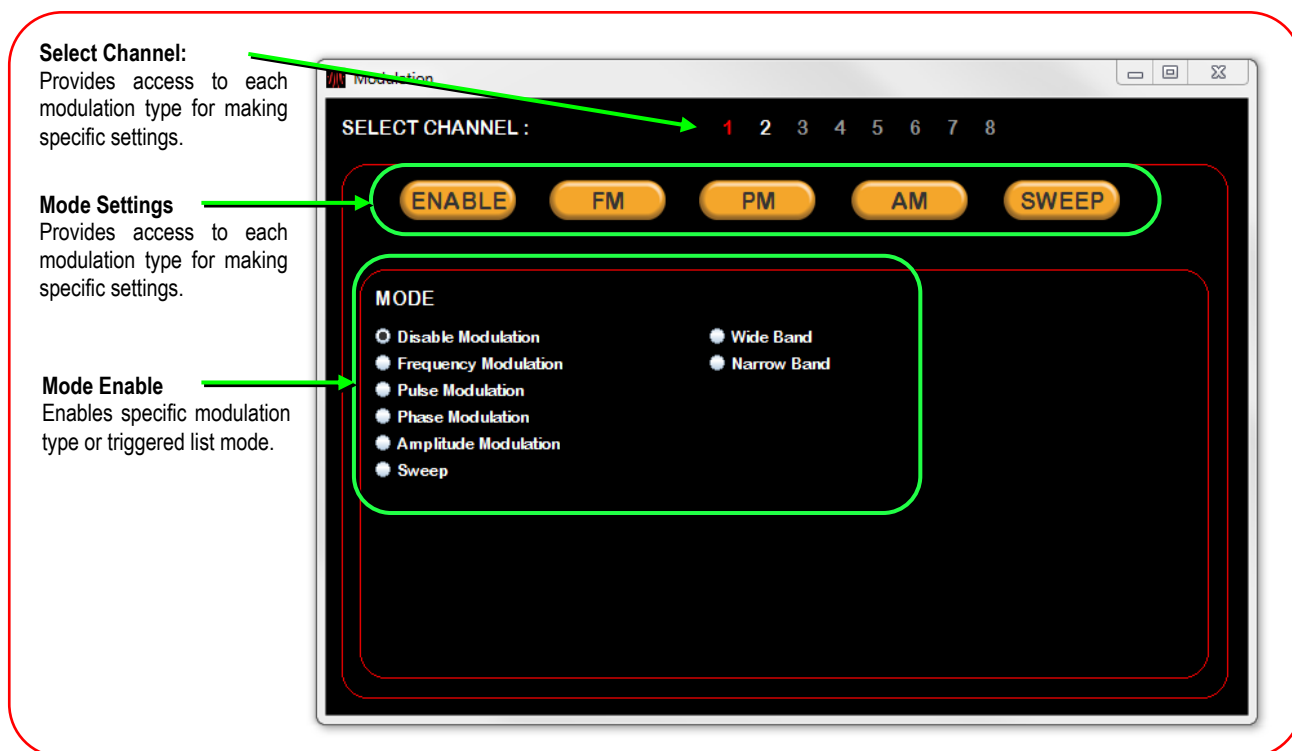 Select Channel:
Provides access to each
modulation type for making
specific settings.
Mode Settings
Provides access to each
modulation type for making
specific settings.
Mode Enable
Enables specific modulation
type or triggered list mode.
Modulation
SELECT CHANNEL : 1 2 3 4 5 6 7 8
ENABLE FM PM AM SWEEP
MODE
Disable Modulation Wide Band
Frequency Modulation Narrow Band
Pulse Modulation
Phase Modulation
Amplitude Modulation
Sweep